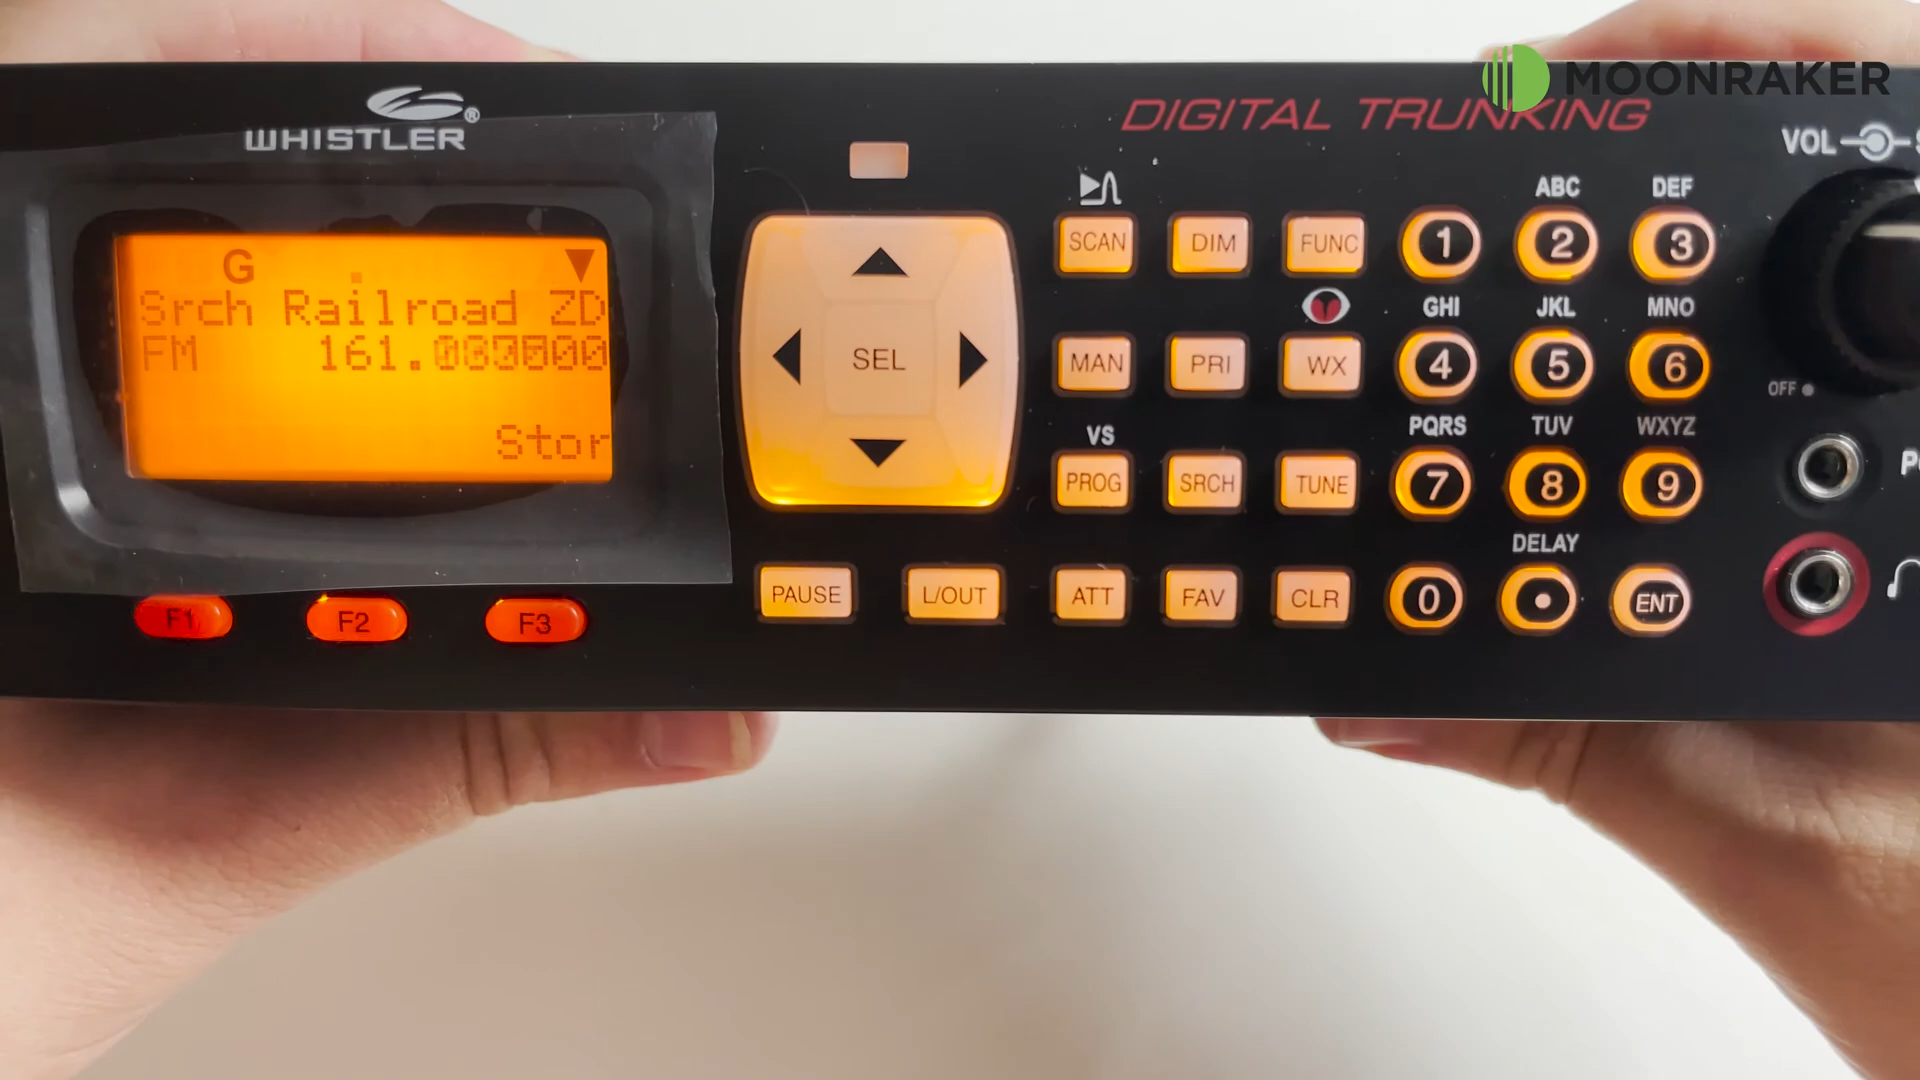 MOONRAKER
WHISTLER®
DIGITAL TRUNKING
VOL
G
Srch Railroad ZD
FM 161.
Stor
F1 F2 F3
SEL
PAUSE L/OUT
SCAN DIM FUNC
MAN PRI WX
VS
PROG SRCH TUNE
ATT FAV CLR
ABC DEF
1 2 3
GHI JKL MNO
4 5 6
PQRS TUV WXYZ
7 8 9
DELAY
0 • ENT
OFF